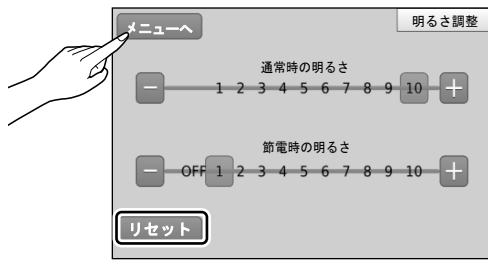 メニューへ
明るさ調整
通常時の明るさ
− 1 2 3 4 5 6 7 8 9 10 +
節電時の明るさ
− OFF 1 2 3 4 5 6 7 8 9 10 +
リセット